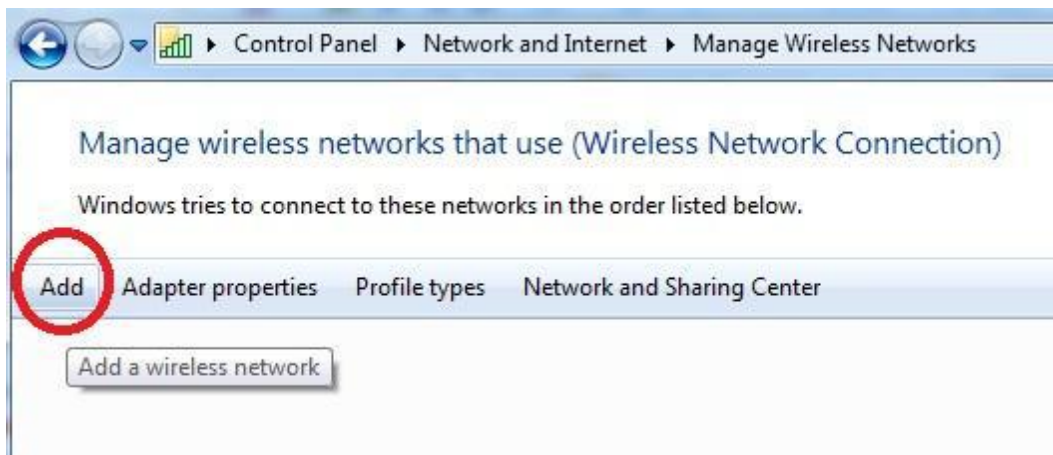 Control Panel Network and Internet Manage Wireless Networks
Manage wireless networks that use (Wireless Network Connection)
Windows tries to connect to these networks in the order listed below.
Add Adapter properties Profile types Network and Sharing Center
Add a wireless network